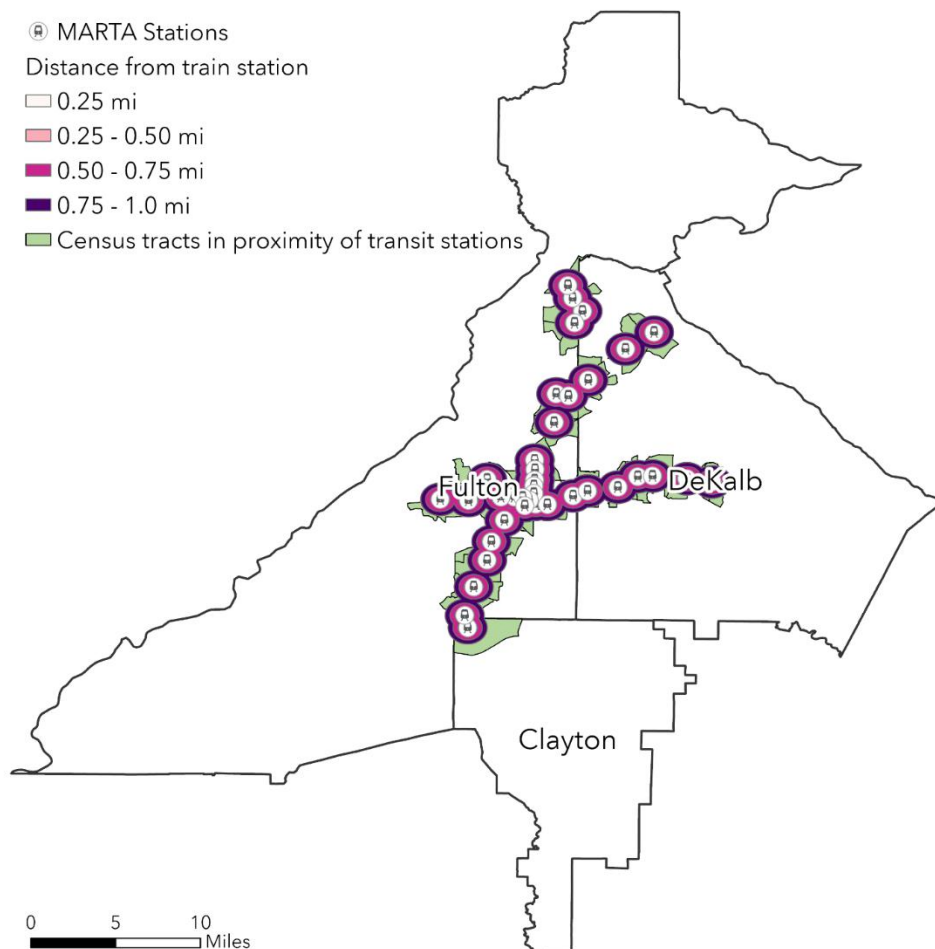 MARTA Stations
Distance from train station
0.25 mi
0.25 - 0.50 mi
0.50 - 0.75 mi
0.75 - 1.0 mi
Census tracts in proximity of transit stations
Fulton
DeKalb
Clayton
0 5 10
Miles